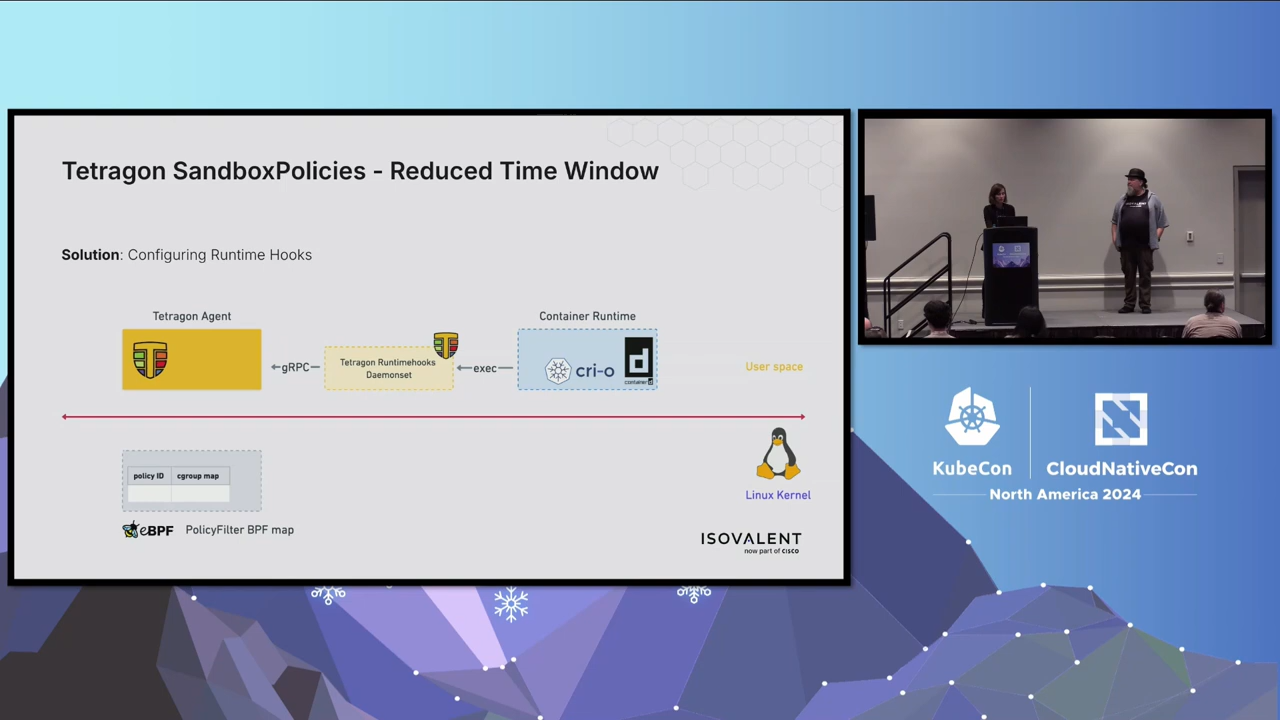 Tetragon SandboxPolicies - Reduced Time Window
Solution: Configuring Runtime Hooks
Tetragon Agent
Container Runtime
gRPC
Tetragon Runtimehooks
Daemonset
exec
cri-o
d
containerd
User space
policy ID
cgroup map
Linux Kernel
eBPF
PolicyFilter BPF map
ISOVALENT
now part of CISCO
ISOVALENT
KubeCon
CloudNativeCon
North America 2024